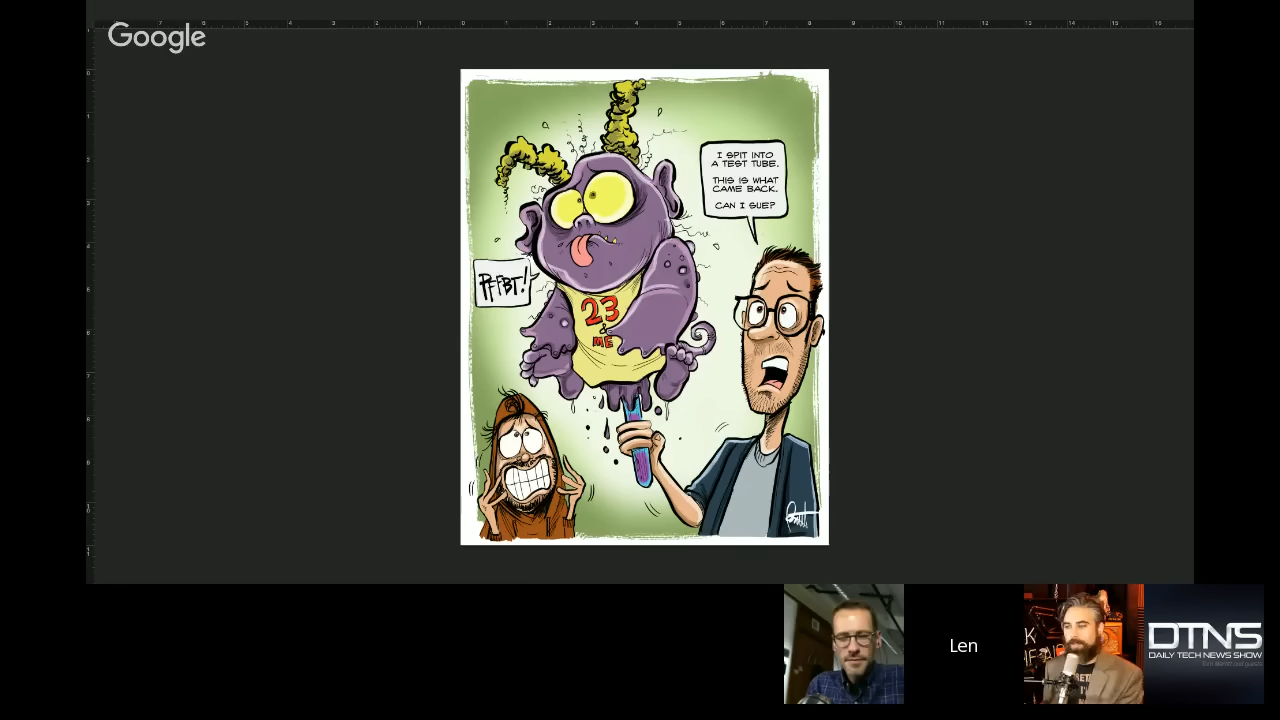 Google
I SPIT INTO
A TEST TUBE.
THIS IS WHAT
CAME BACK.
CAN I SUE?
PFFBT!
23
&
ME
Len
DTNS
DAILY TECH NEWS SHOW